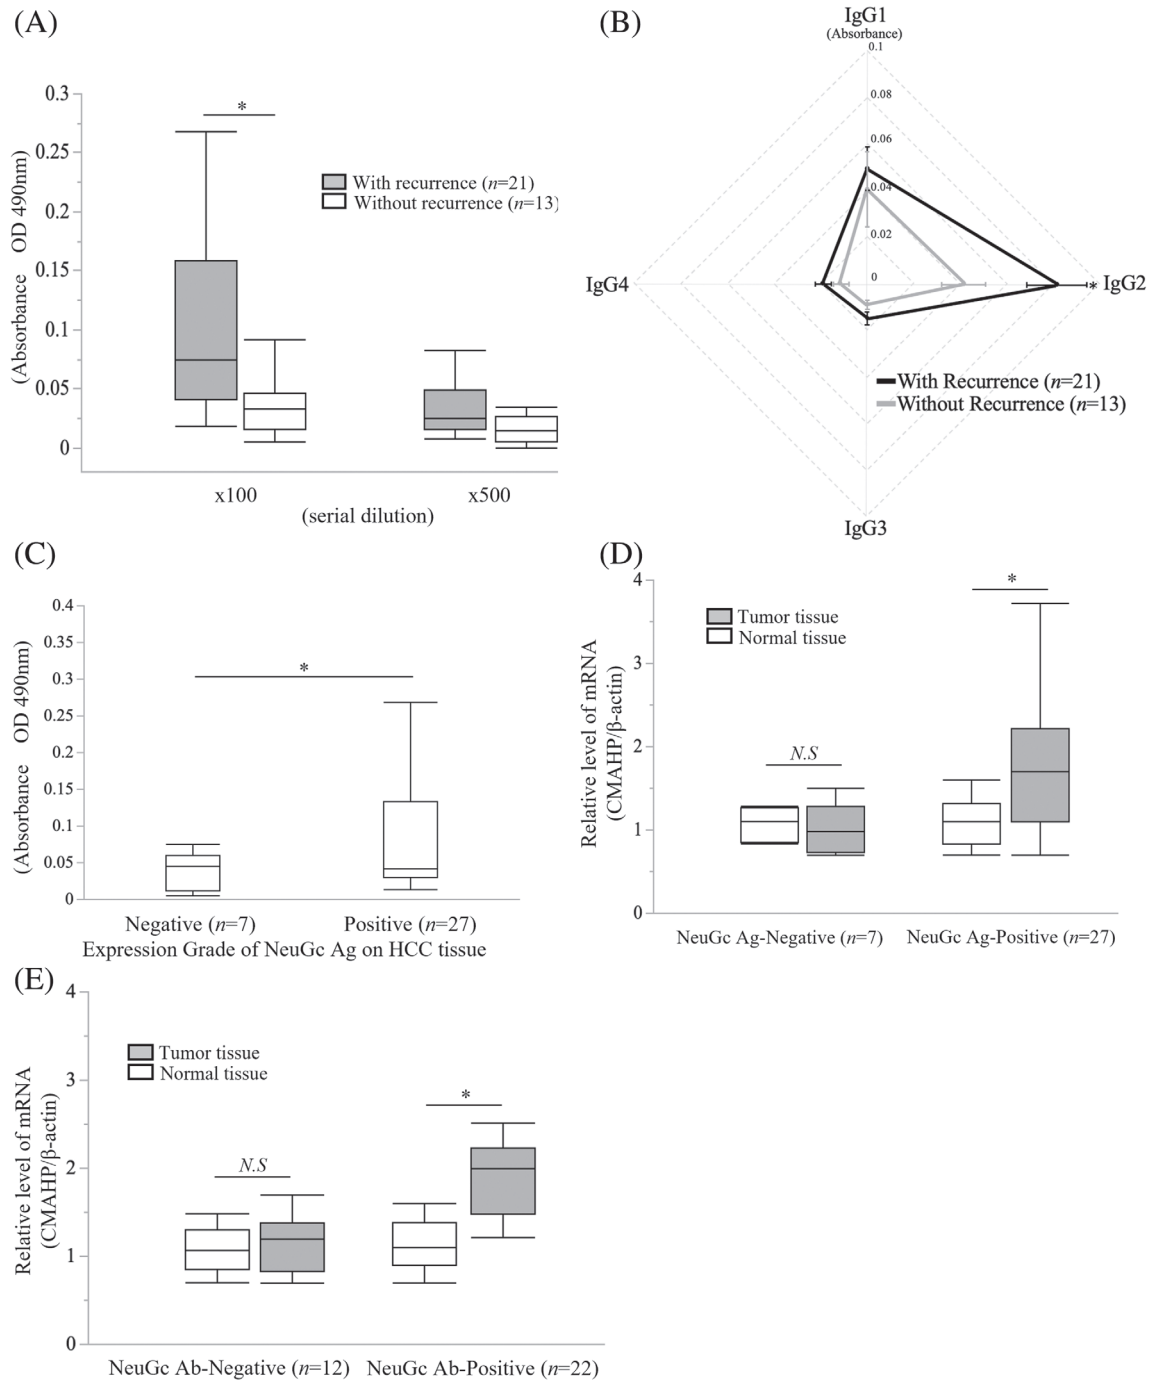 (A)
0.3
0.25
0.2
0.15
0.1
0.05
0
(Absorbance OD 490nm)
*
With recurrence (n=21)
Without recurrence (n=13)
x100
x500
(serial dilution)
(B)
IgG1
(Absorbance)
0.1
0.08
0.06
0.04
0.02
0
IgG4
* IgG2
With Recurrence (n=21)
Without Recurrence (n=13)
IgG3
(C)
0.4
0.35
0.3
0.25
0.2
0.15
0.1
0.05
0
(Absorbance OD 490nm)
*
Negative (n=7)
Positive (n=27)
Expression Grade of NeuGc Ag on HCC tissue
(D)
4
3
2
1
0
Relative level of mRNA
(CMAHP/β-actin)
Tumor tissue
Normal tissue
N.S
*
NeuGc Ag-Negative (n=7)
NeuGc Ag-Positive (n=27)
(E)
4
3
2
1
0
Relative level of mRNA
(CMAHP/β-actin)
Tumor tissue
Normal tissue
N.S
*
NeuGc Ab-Negative (n=12)
NeuGc Ab-Positive (n=22)